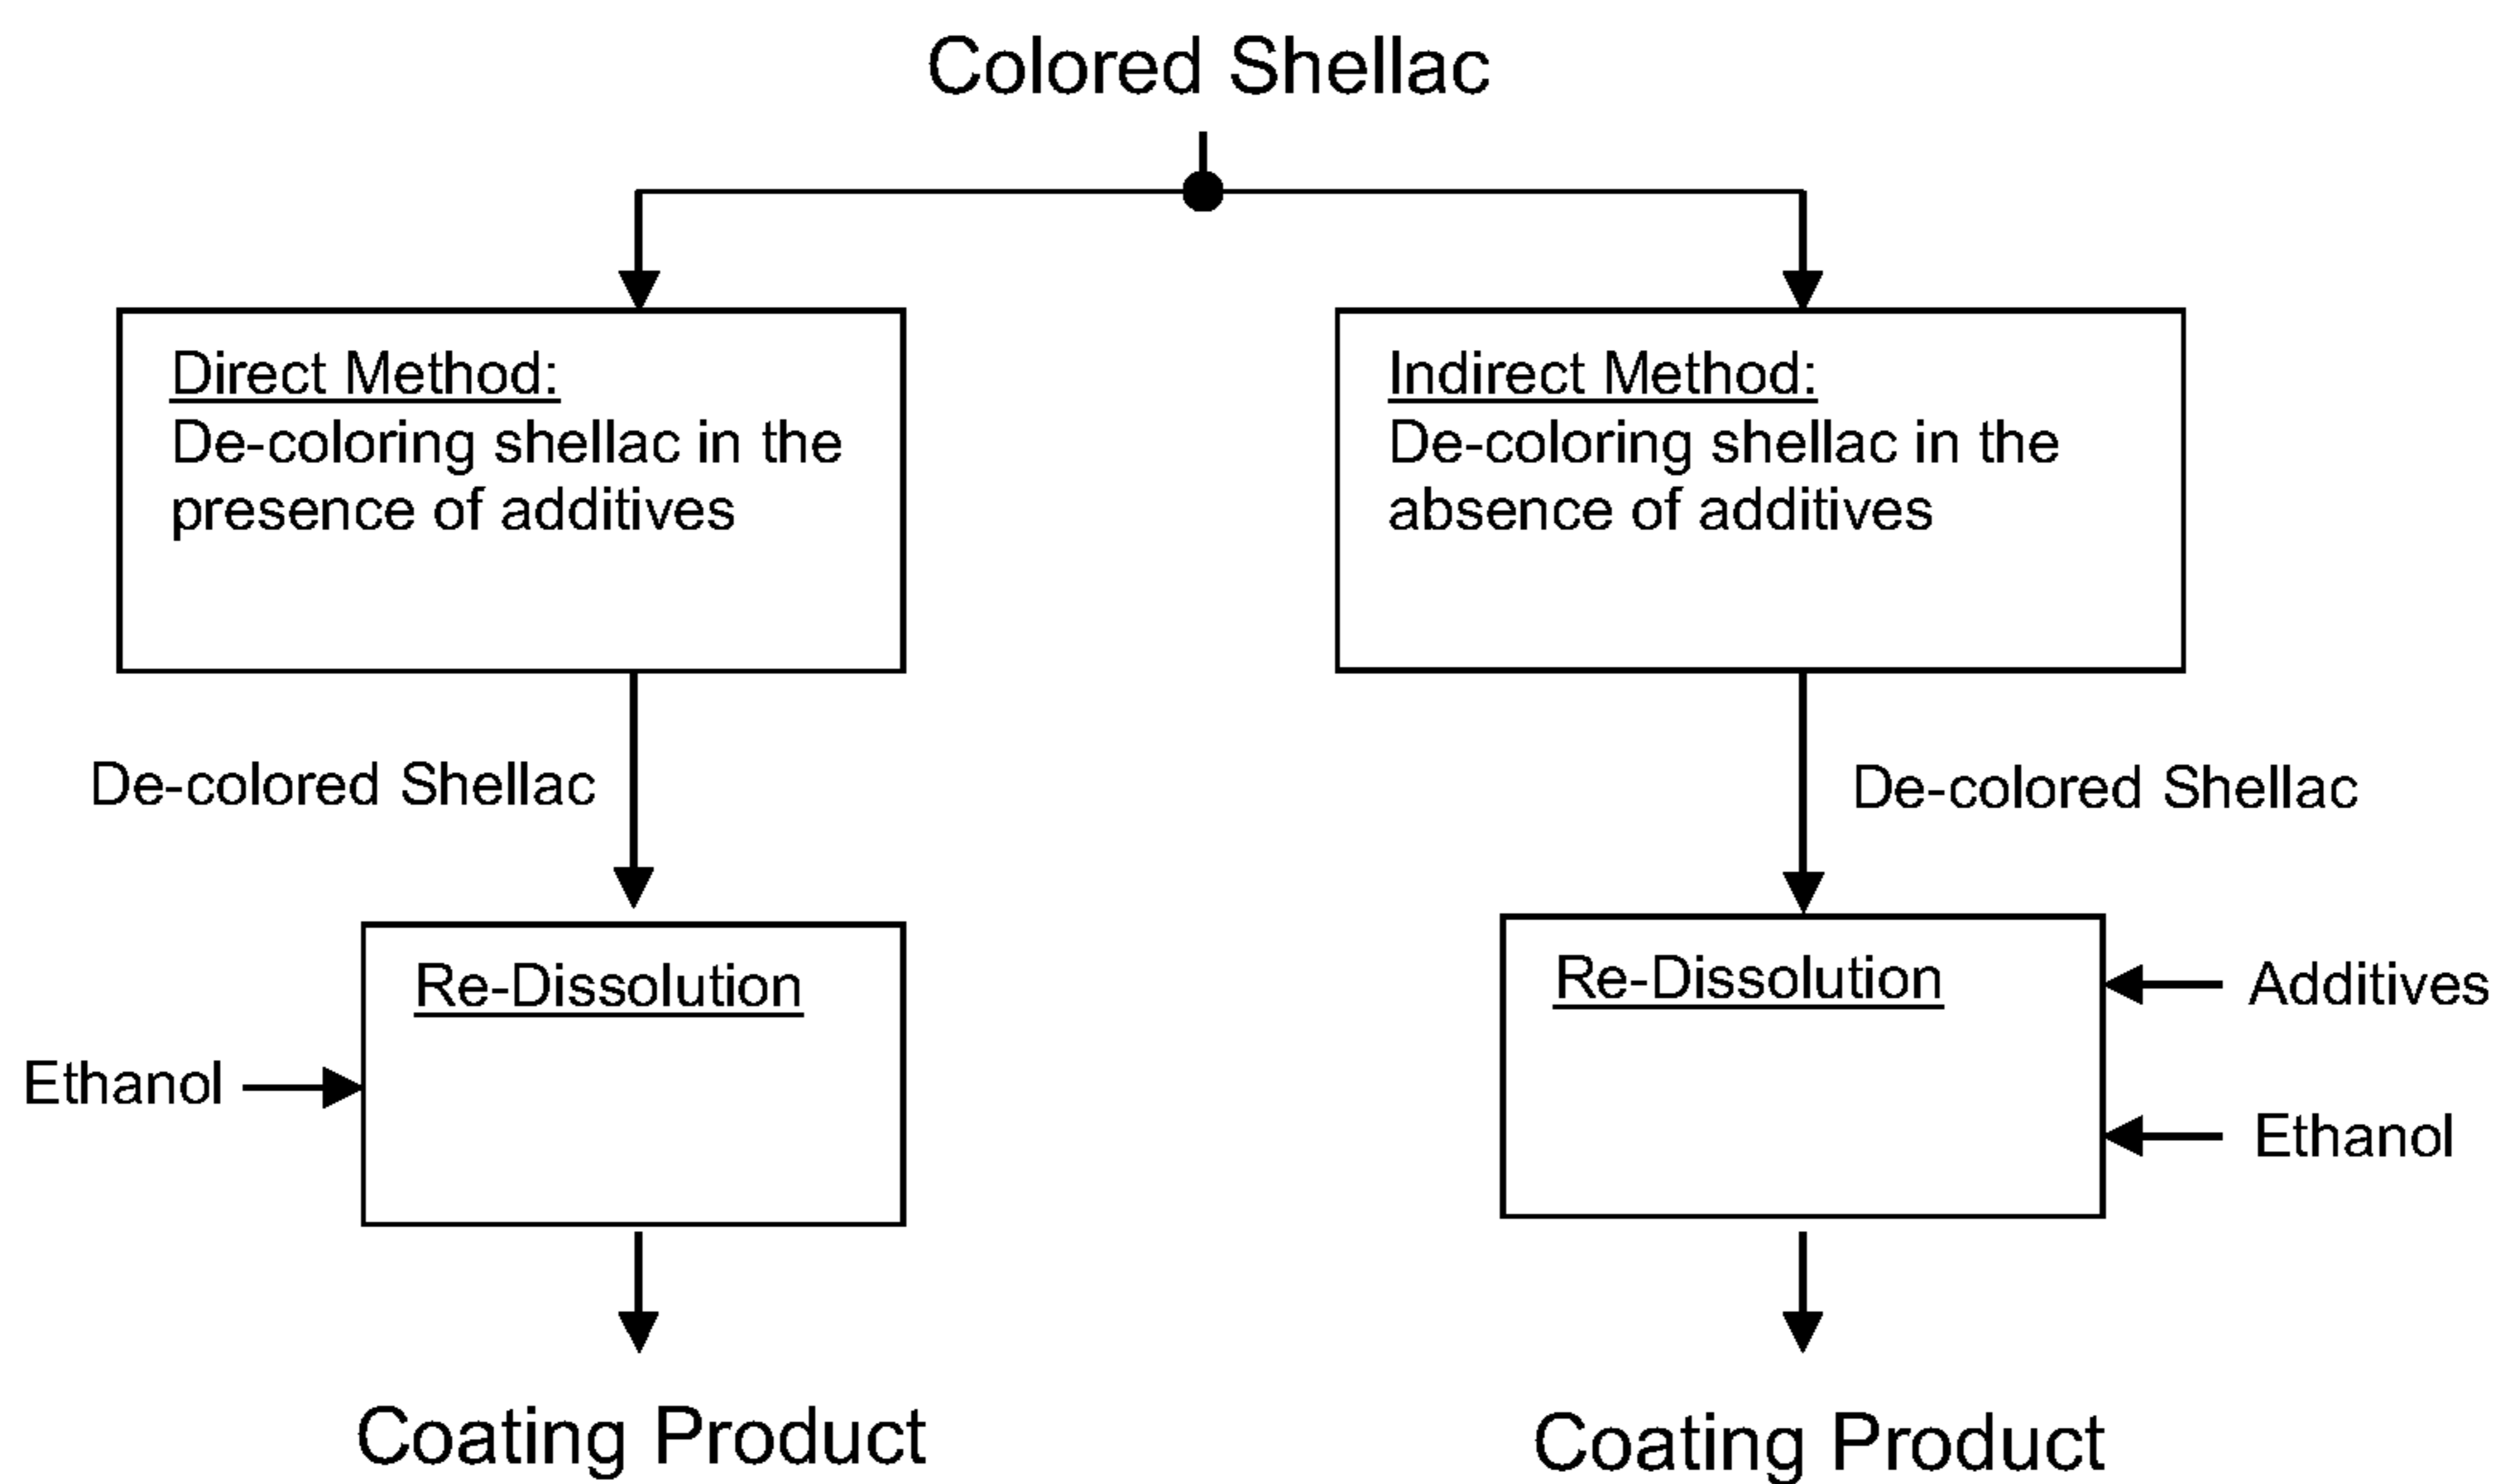 Colored Shellac
Direct Method:
De-coloring shellac in the
presence of additives
Indirect Method:
De-coloring shellac in the
absence of additives
De-colored Shellac
De-colored Shellac
Re-Dissolution
Ethanol
Re-Dissolution
Additives
Ethanol
Coating Product
Coating Product